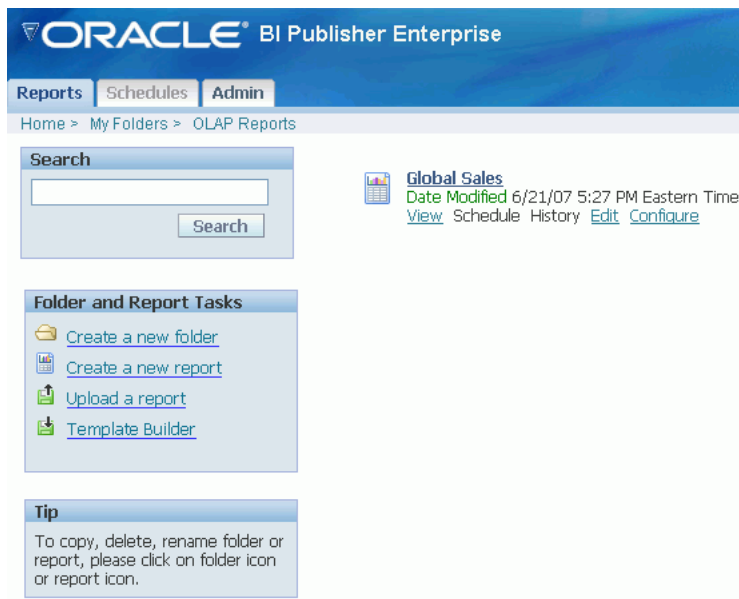 ORACLE® BI Publisher Enterprise
Reports Schedules Admin
Home > My Folders > OLAP Reports
Search
Search
Global Sales
Date Modified 6/21/07 5:27 PM Eastern Time
View Schedule History Edit Configure
Folder and Report Tasks
Create a new folder
Create a new report
Upload a report
Template Builder
Tip
To copy, delete, rename folder or
report, please click on folder icon
or report icon.